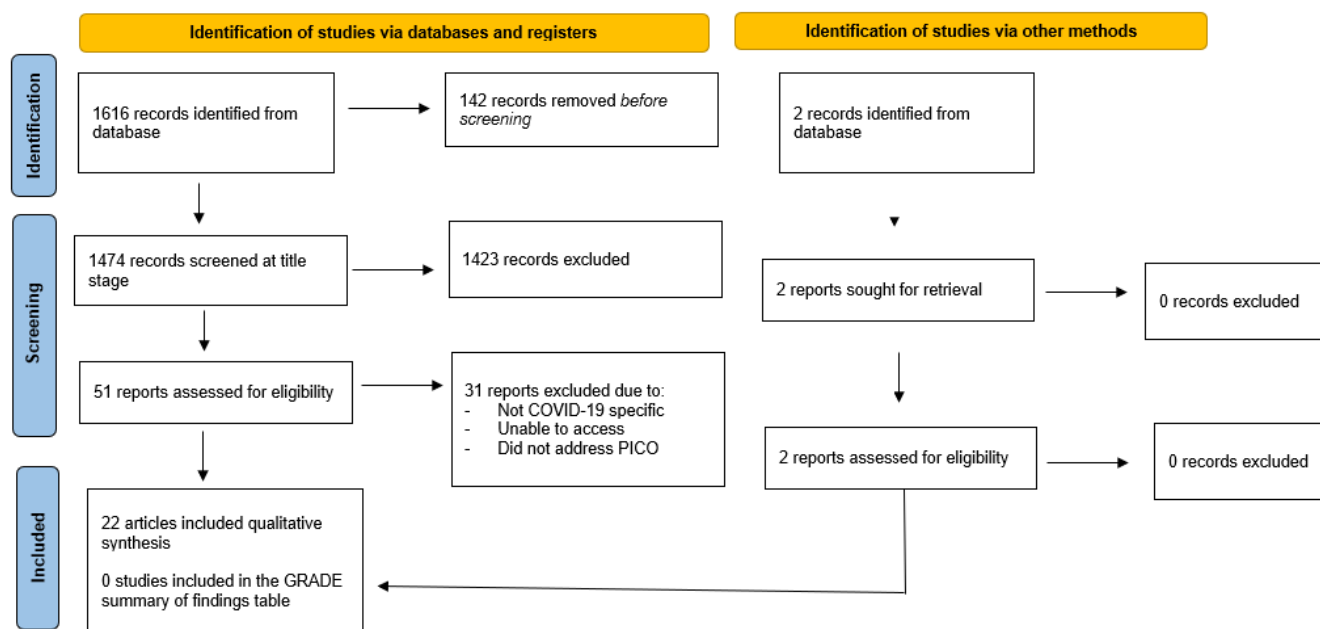 Identification of studies via databases and registers
Identification of studies via other methods
Identification
1616 records identified from
database
142 records removed before
screening
2 records identified from
database
Screening
1474 records screened at title
stage
1423 records excluded
2 reports sought for retrieval
0 records excluded
51 reports assessed for eligibility
31 reports excluded due to:
- Not COVID-19 specific
- Unable to access
- Did not address PICO
2 reports assessed for eligibility
0 records excluded
Included
22 articles included qualitative
synthesis
0 studies included in the GRADE
summary of findings table